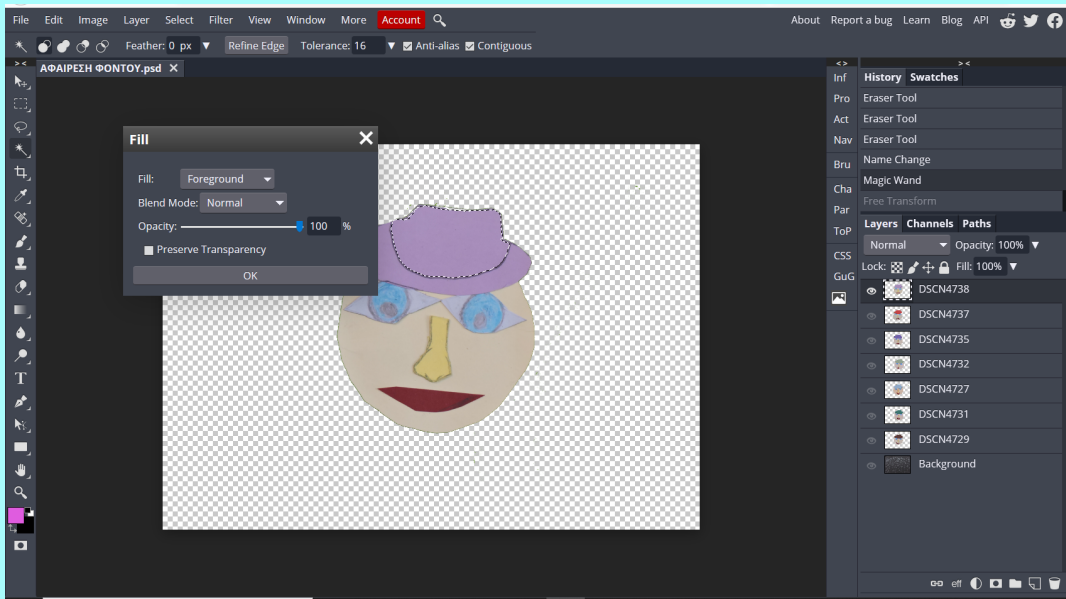 File Edit Image Layer Select Filter View Window More Account About Report a bug Learn Blog API
Feather: 0 px Refine Edge Tolerance: 16 Anti-alias Contiguous
ΑΦΑΙΡΕΣΗ ΦΟΝΤΟΥ.psd
Fill
Fill: Foreground
Blend Mode: Normal
Opacity: 100 %
Preserve Transparency
OK
Inf
Pro
Act
Nav
Bru
Cha
Par
ToP
CSS
GuG
History Swatches
Eraser Tool
Eraser Tool
Eraser Tool
Name Change
Magic Wand
Free Transform
Layers Channels Paths
Normal Opacity: 100%
Lock: Fill: 100%
DSCN4738
DSCN4737
DSCN4735
DSCN4732
DSCN4727
DSCN4731
DSCN4729
Background
eff